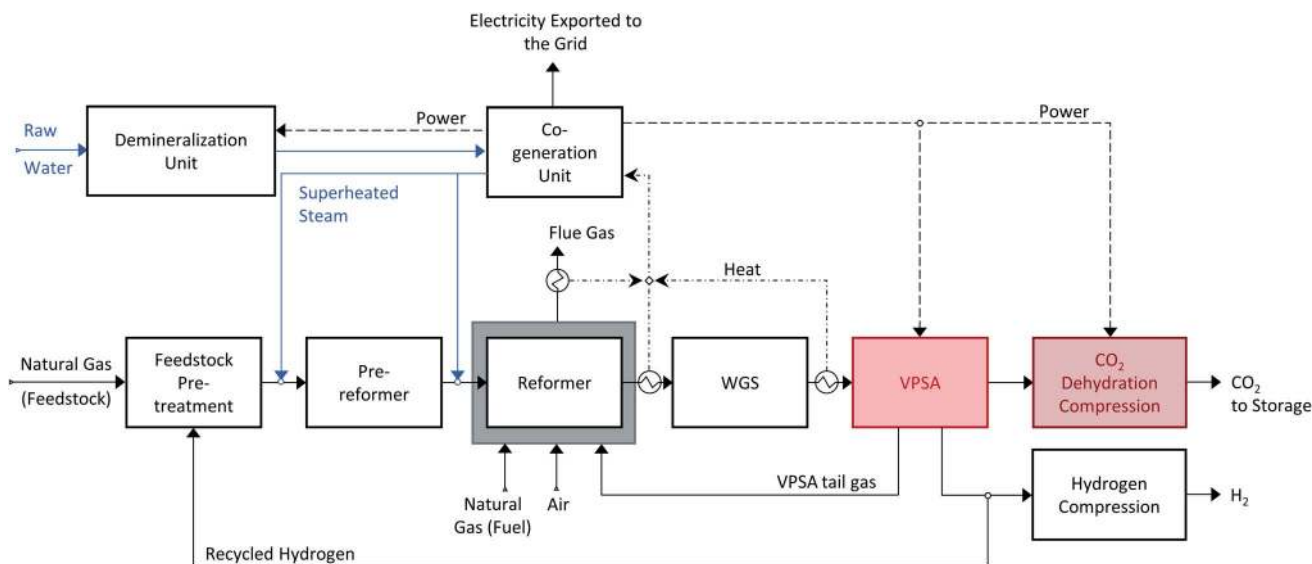 Electricity Exported to
the Grid
Raw
Water
Demineralization
Unit
Power
Co-
generation
Unit
Power
Superheated
Steam
Flue Gas
Heat
Natural Gas
(Feedstock)
Feedstock
Pre-
treatment
Pre-
reformer
Reformer
WGS
VPSA
CO₂
Dehydration
Compression
CO₂
to Storage
Natural
Gas (Fuel)
Air
VPSA tail gas
Hydrogen
Compression
H₂
Recycled Hydrogen